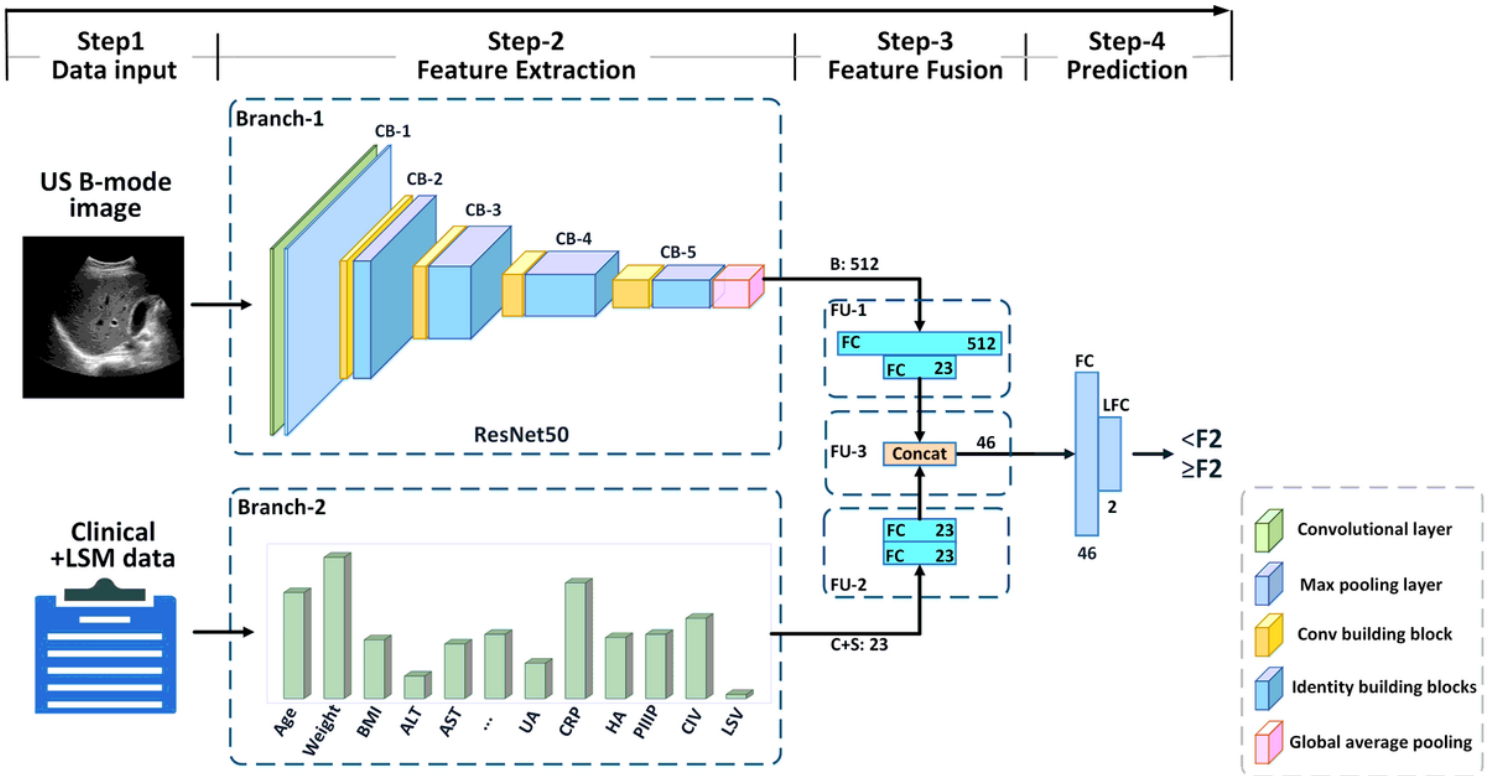 Step1
Data input
Step-2
Feature Extraction
Step-3
Feature Fusion
Step-4
Prediction
US B-mode
image
Branch-1
CB-1
CB-2
CB-3
CB-4
CB-5
ResNet50
B: 512
FU-1
FC 512
FC 23
FU-3
Concat
46
FU-2
FC 23
FC 23
C+S: 23
FC
LFC
2
46
<F2
≥F2
Clinical
+LSM data
Branch-2
Age
Weight
BMI
ALT
AST
...
UA
CRP
HA
PIIIP
CIV
LSV
Convolutional layer
Max pooling layer
Conv building block
Identity building blocks
Global average pooling